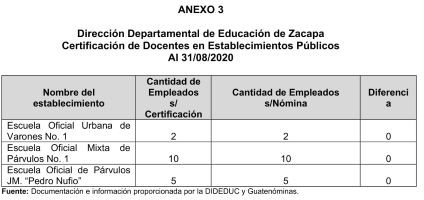 ANEXO 3
Dirección Departamental de Educación de Zacapa
Certificación de Docentes en Establecimientos Públicos
Al 31/08/2020
Nombre del
establecimiento
Cantidad de
Empleados
s/
Certificación
Cantidad de Empleados
s/Nómina
Diferenci
a
Escuela Oficial Urbana de
Varones No. 1
2
2
0
Escuela Oficial Mixta de
Párvulos No. 1
10
10
0
Escuela Oficial de Párvulos
JM. “Pedro Nufio”
5
5
0
Fuente: Documentación e información proporcionada por la DIDEDUC y Guatenóminas.